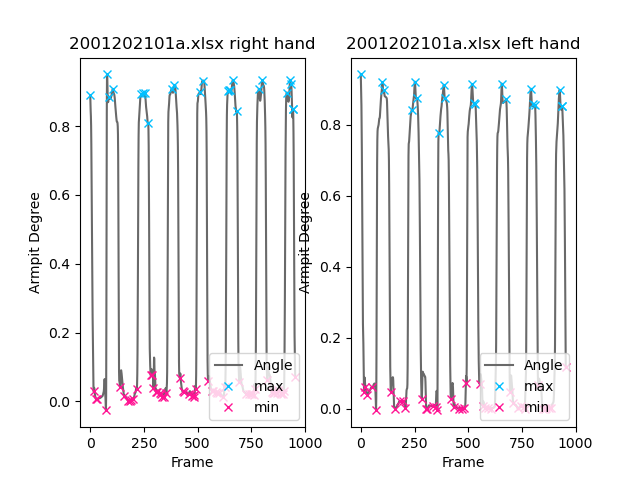 2001202101a.xlsx right hand
2001202101a.xlsx left hand
Armpit Degree
0.8
0.6
0.4
0.2
0.0
0
250
500
750
1000
Frame
Angle
max
min
Armpit Degree
0.8
0.6
0.4
0.2
0.0
0
250
500
750
1000
Frame
Angle
max
min